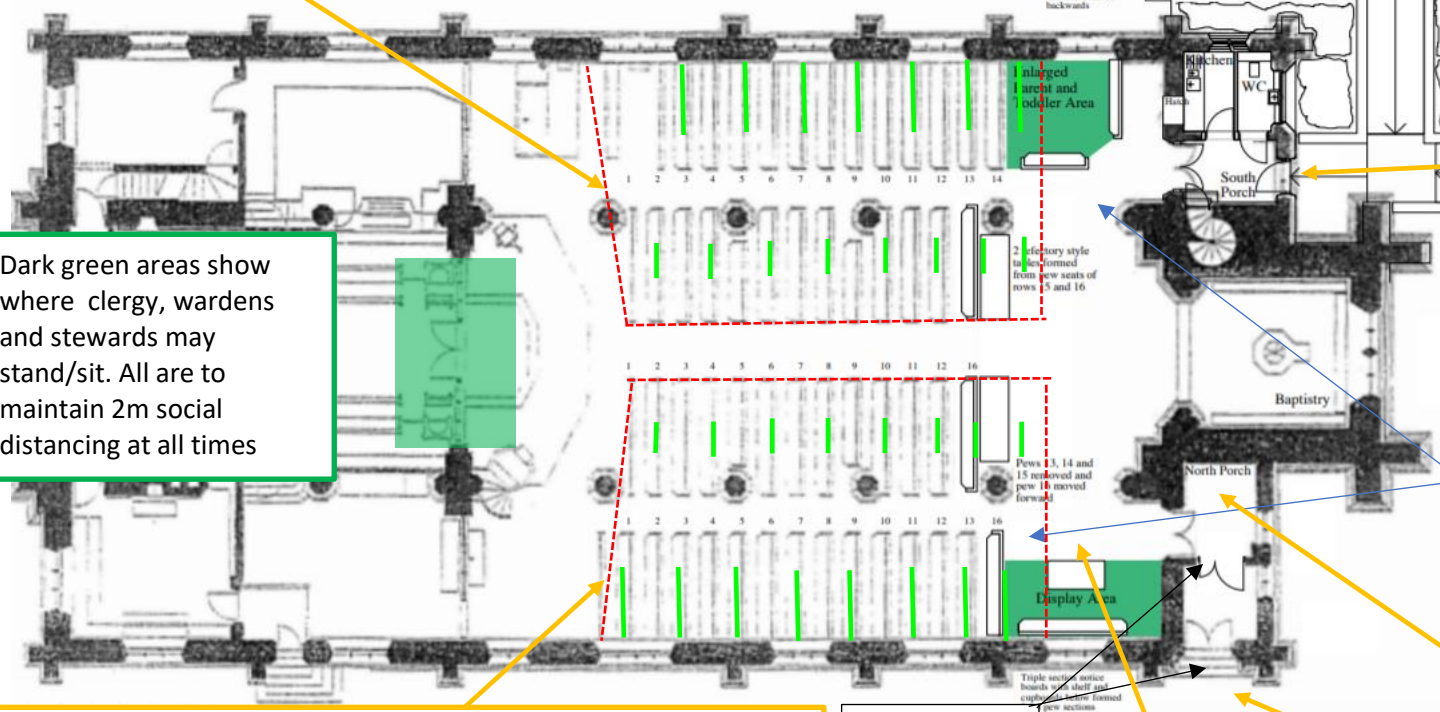 backwards
Kitchen
WC
Hatch
Enlarged
Parent and
Toddler Area
South
Porch
1 2 3 4 5 6 7 8 9 10 11 12 13 14
2 refectory style
tables formed
from pew seats of
rows 15 and 16
Dark green areas show
where clergy, wardens
and stewards may
stand/sit. All are to
maintain 2m social
distancing at all times
1 2 3 4 5 6 7 8 9 10 11 12 16
Baptistry
Pews 13, 14 and
15 removed and
pew 16 moved
forward
North Porch
1 2 3 4 5 6 7 8 9 10 11 12 13 16
Display Area
Triple section notice
boards with shelf and
cupboards below formed
pew sections